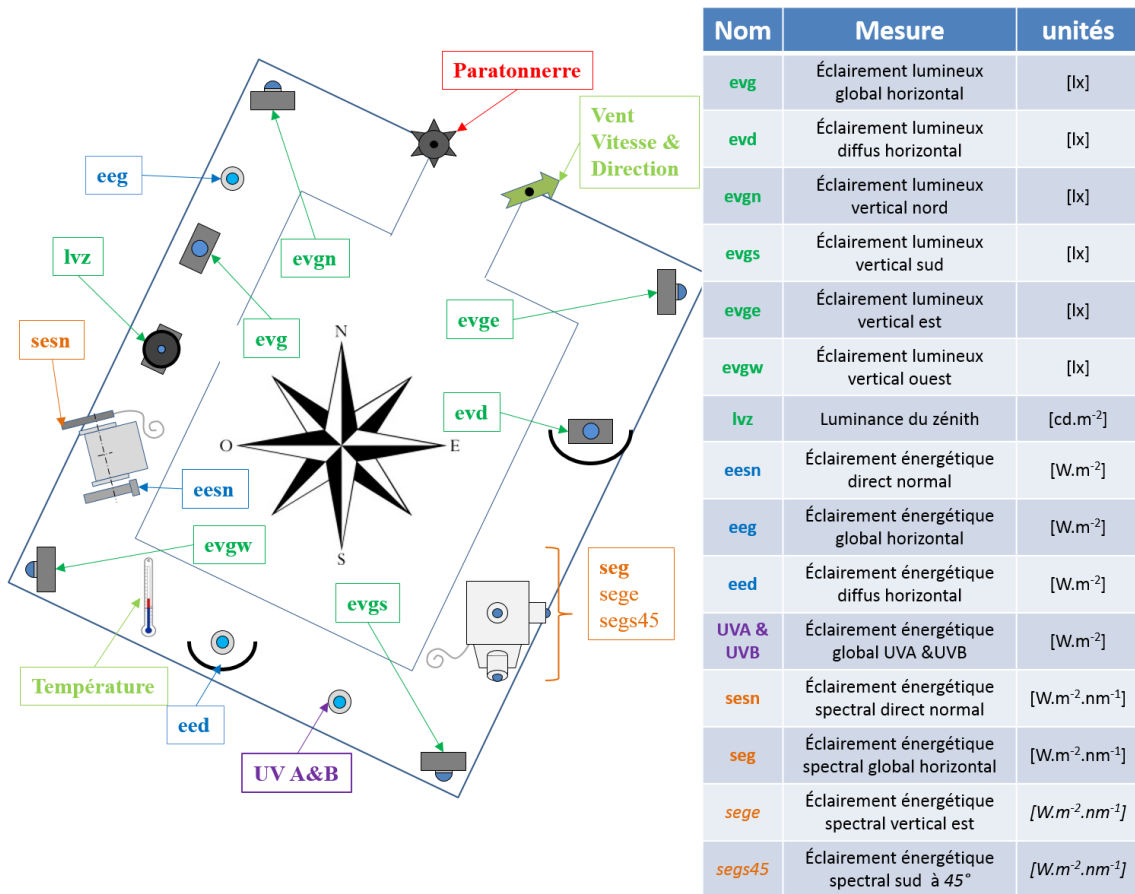 Paratonnerre
Vent
Vitesse &
Direction
eeg
evgn
lvz
evg
evge
sesn
N
O
E
S
evd
eesn
evgw
evgs
seg
sege
segs45
Température
eed
UV A&B
Nom Mesure unités
evg Éclairement lumineux global horizontal [lx]
evd Éclairement lumineux diffus horizontal [lx]
evgn Éclairement lumineux vertical nord [lx]
evgs Éclairement lumineux vertical sud [lx]
evge Éclairement lumineux vertical est [lx]
evgw Éclairement lumineux vertical ouest [lx]
lvz Luminance du zénith [cd.m⁻²]
eesn Éclairement énergétique direct normal [W.m⁻²]
eeg Éclairement énergétique global horizontal [W.m⁻²]
eed Éclairement énergétique diffus horizontal [W.m⁻²]
UVA & UVB Éclairement énergétique global UVA &UVB [W.m⁻²]
sesn Éclairement énergétique spectral direct normal [W.m⁻².nm⁻¹]
seg Éclairement énergétique spectral global horizontal [W.m⁻².nm⁻¹]
sege Éclairement énergétique spectral vertical est [W.m⁻².nm⁻¹]
segs45 Éclairement énergétique spectral sud à 45° [W.m⁻².nm⁻¹]